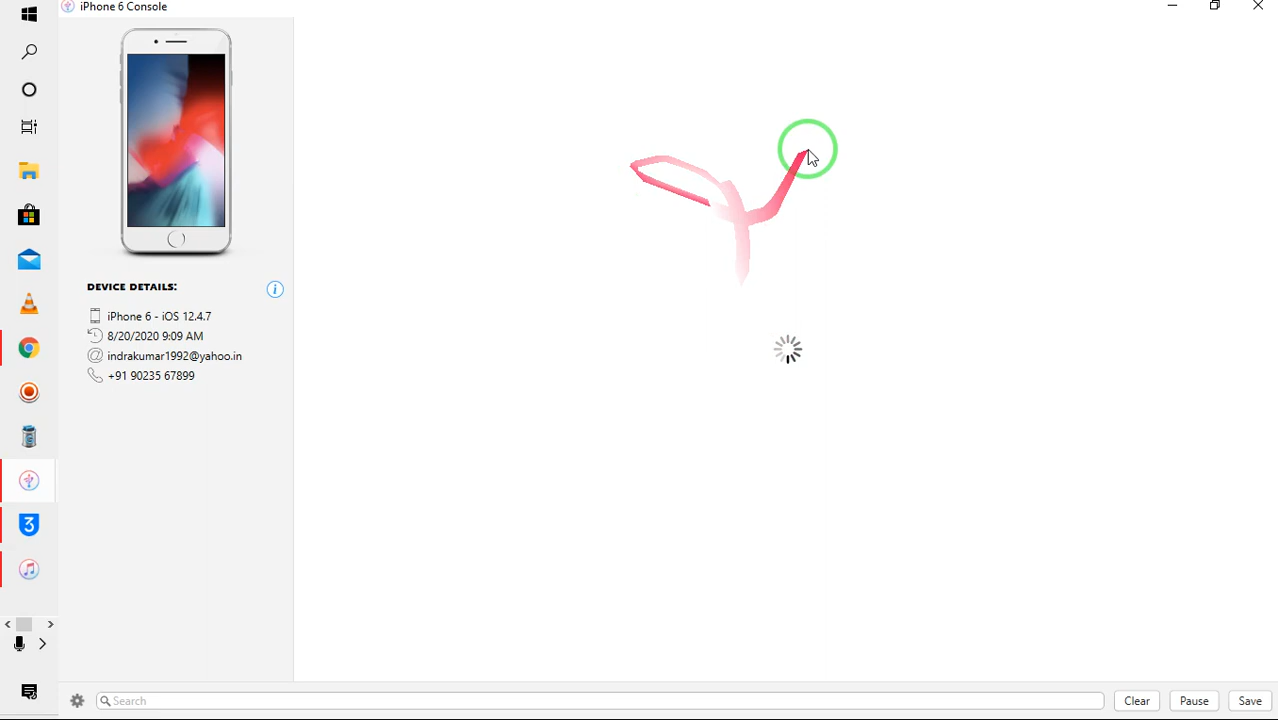 iPhone 6 Console
DEVICE DETAILS:
iPhone 6 - iOS 12.4.7
8/20/2020 9:09 AM
indrakumar1992@yahoo.in
+91 90235 67899
3
Search
Clear
Pause
Save